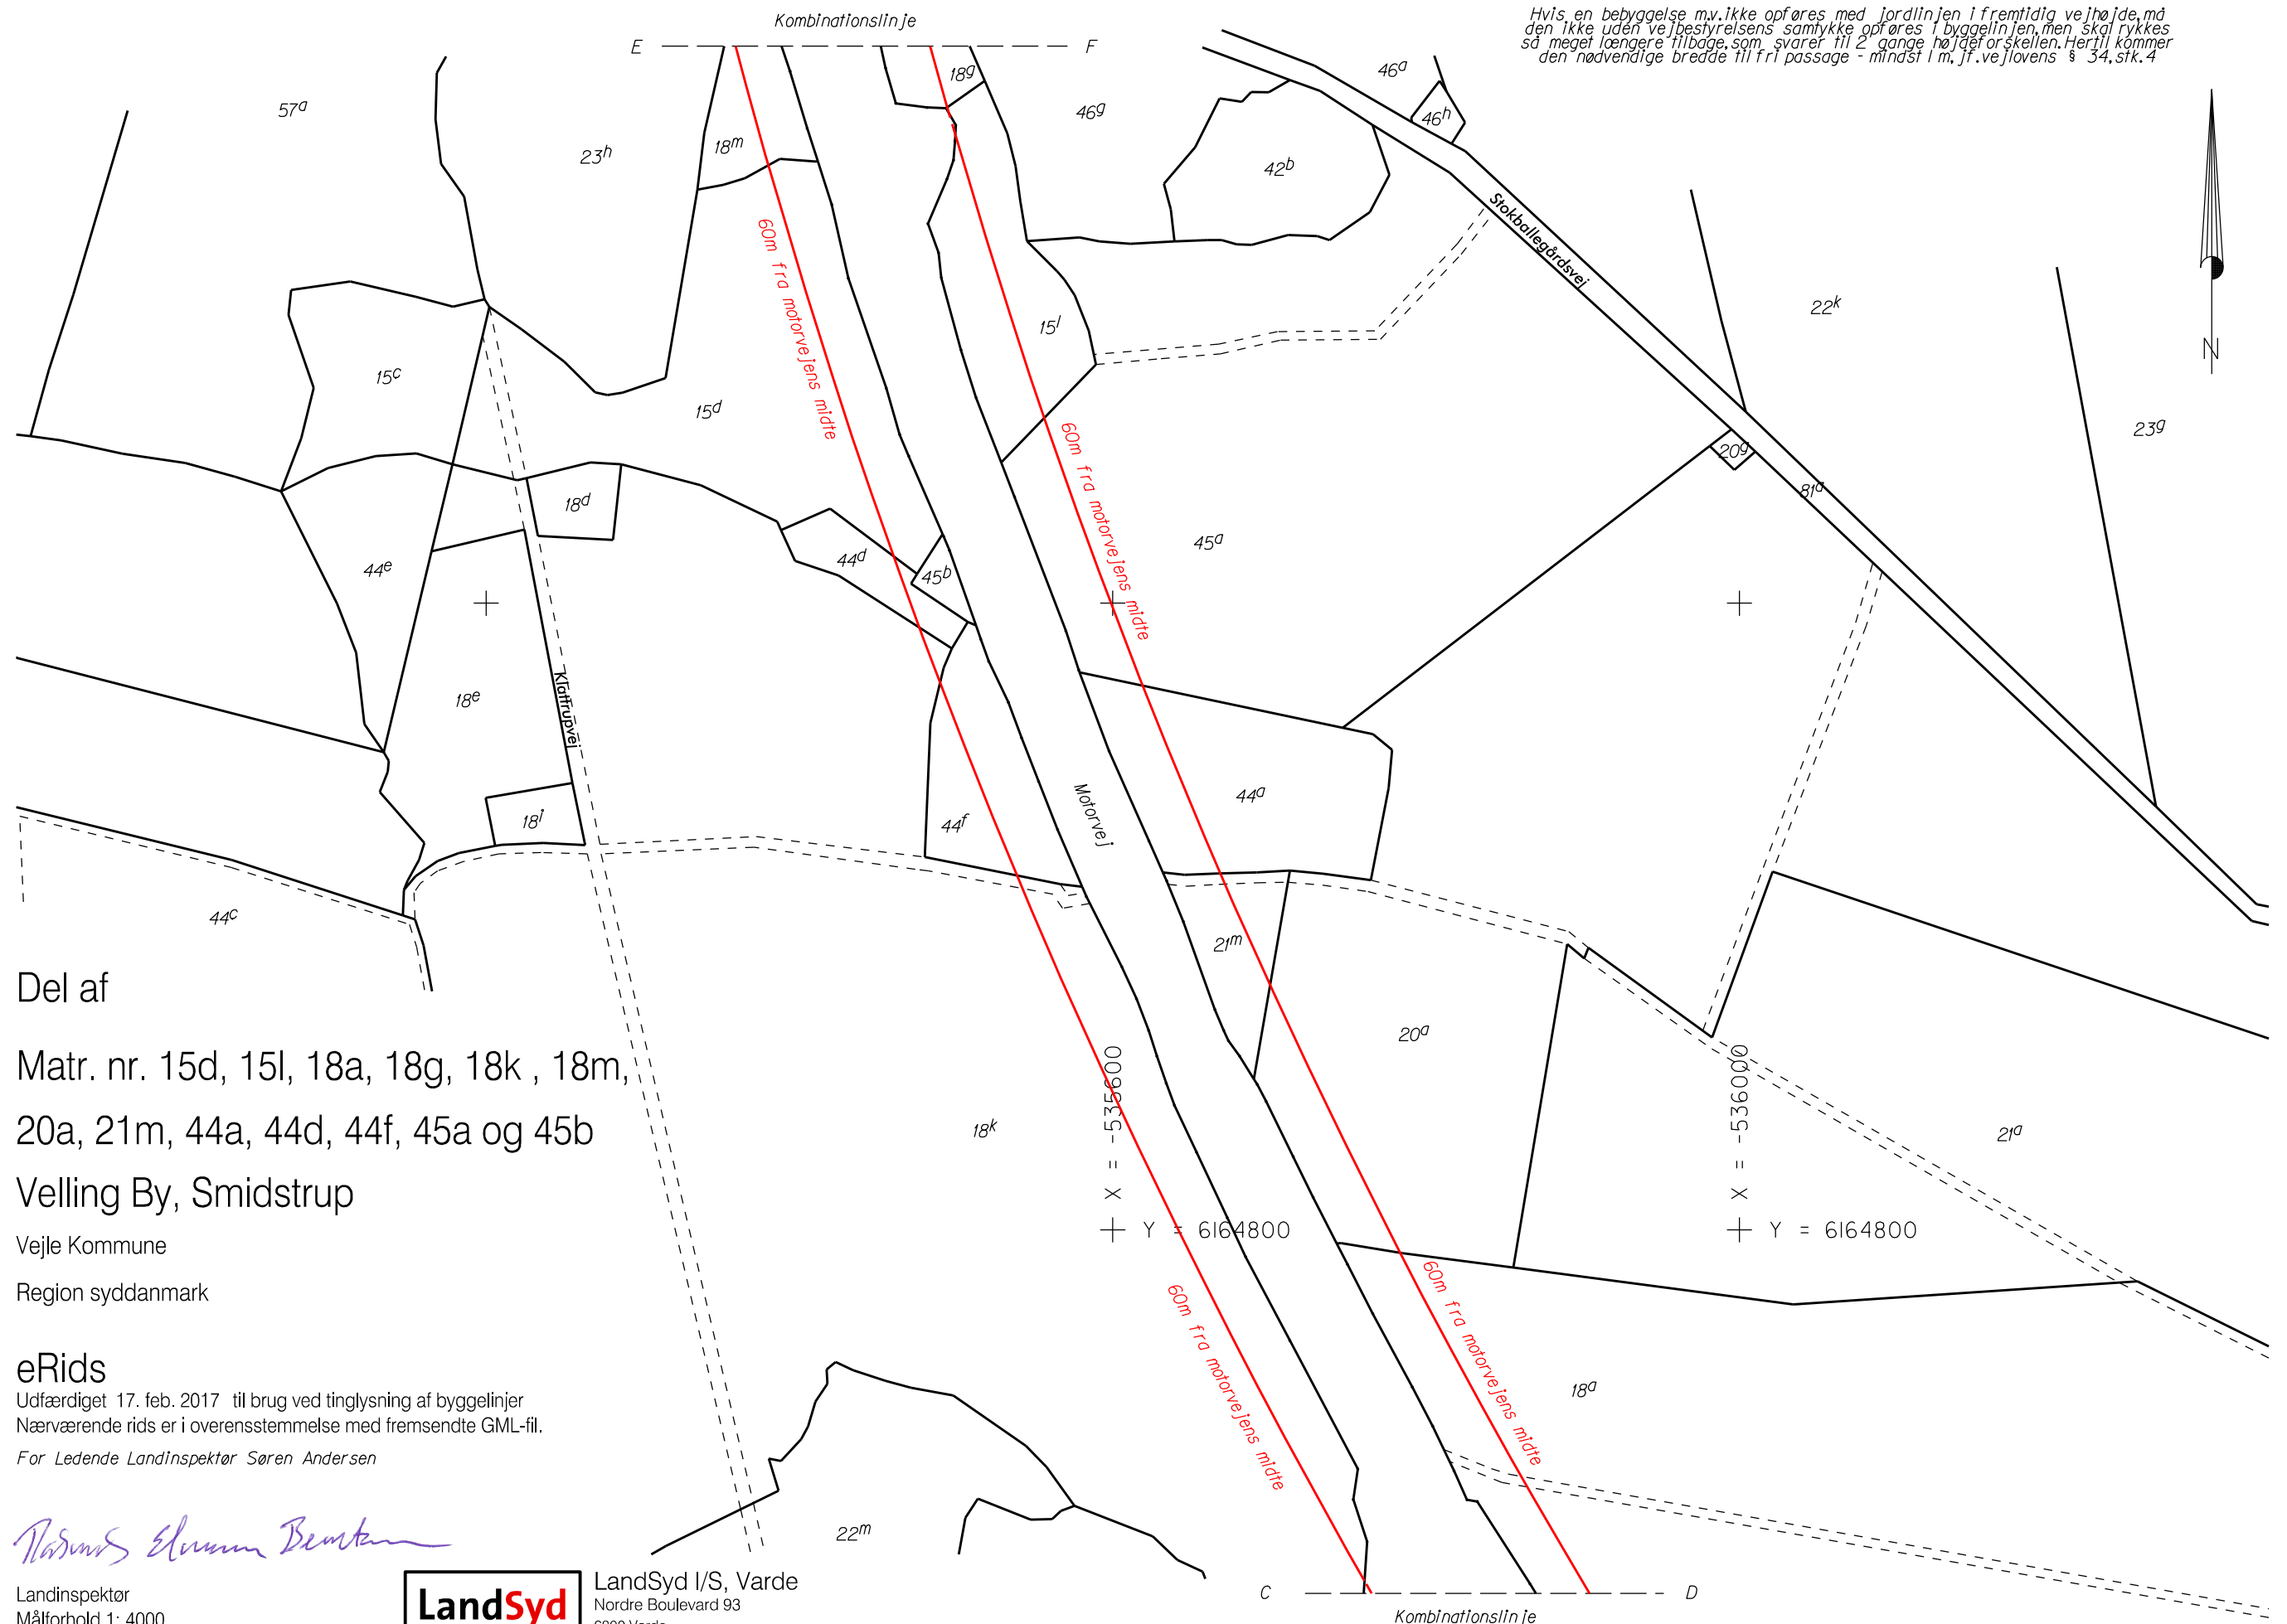 Kombinationslinje
Hvis en bebyggelse m.v. ikke opføres med jordlinjen i fremtidig vejhøjde, må
den ikke uden vejbestyrelsens samtykke opføres i byggelinjen, men skal rykkes
så meget længere tilbage, som svarer til 2 gange højdeforskellen. Hertil kommer
den nødvendige bredde til fri passage - mindst 1 m, jf. vejlovens § 34, stk. 4
E
F
18g
46a
57a
46g
46h
18m
23h
42b
Stokballegårdsvej
60m fra motorvejens midte
22k
15l
N
15c
15d
23g
60m fra motorvejens midte
20g
81a
18d
45a
44d
44e
45b
18e
Klattrupvej
44a
Motorvej
18i
44f
44c
21m
Del af
20a
Matr. nr. 15d, 15l, 18a, 18g, 18k , 18m,
X = -535600
X = -536000
20a, 21m, 44a, 44d, 44f, 45a og 45b
18k
21a
Velling By, Smidstrup
Y = 6164800
Y = 6164800
Vejle Kommune
Region syddanmark
60m fra motorvejens midte
60m fra motorvejens midte
eRids
18a
Udfærdiget 17. feb. 2017 til brug ved tinglysning af byggelinjer
Nærværende rids er i overensstemmelse med fremsendte GML-fil.
For Ledende Landinspektør Søren Andersen
22m
LandSyd I/S, Varde
Landinspektør
LandSyd
Nordre Boulevard 93
C
D
Målforhold 1: 4000
6800 Varde
Kombinationslinje